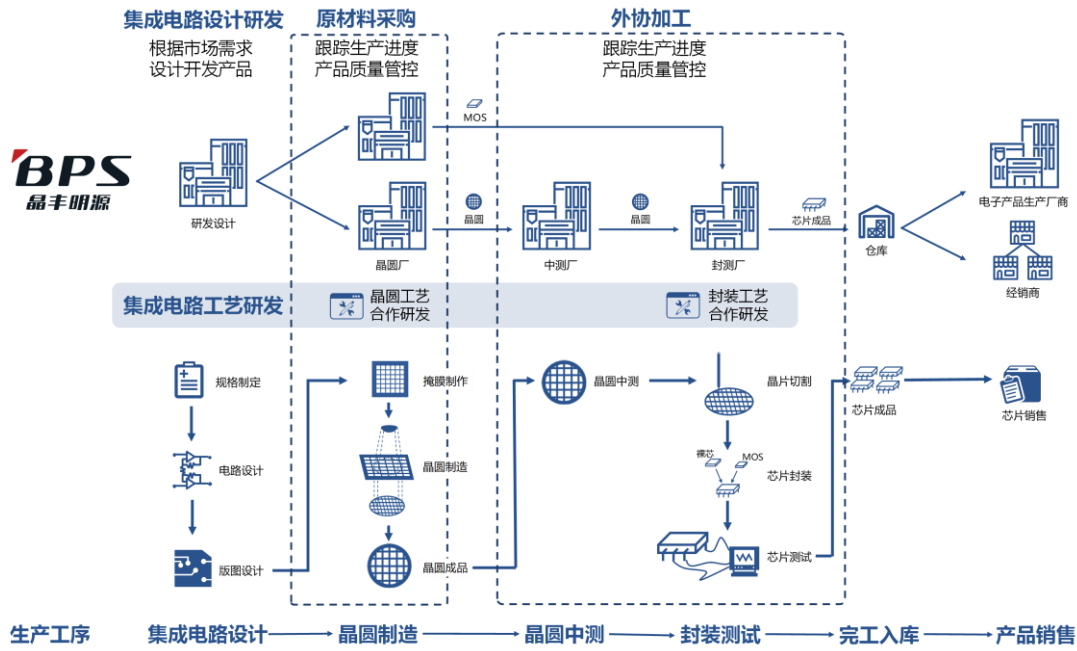 集成电路设计研发
原材料采购
外协加工
根据市场需求
设计开发产品
跟踪生产进度
产品质量管控
跟踪生产进度
产品质量管控
MOS
BPS
晶丰明源
研发设计
晶圆
晶圆
芯片成品
电子产品生产厂商
晶圆厂
中测厂
封测厂
仓库
经销商
集成电路工艺研发
晶圆工艺
合作研发
封装工艺
合作研发
规格制定
掩膜制作
晶圆中测
晶片切割
芯片成品
芯片销售
电路设计
晶圆制造
裸芯
MOS
芯片封装
版图设计
晶圆成品
芯片测试
生产工序
集成电路设计
晶圆制造
晶圆中测
封装测试
完工入库
产品销售